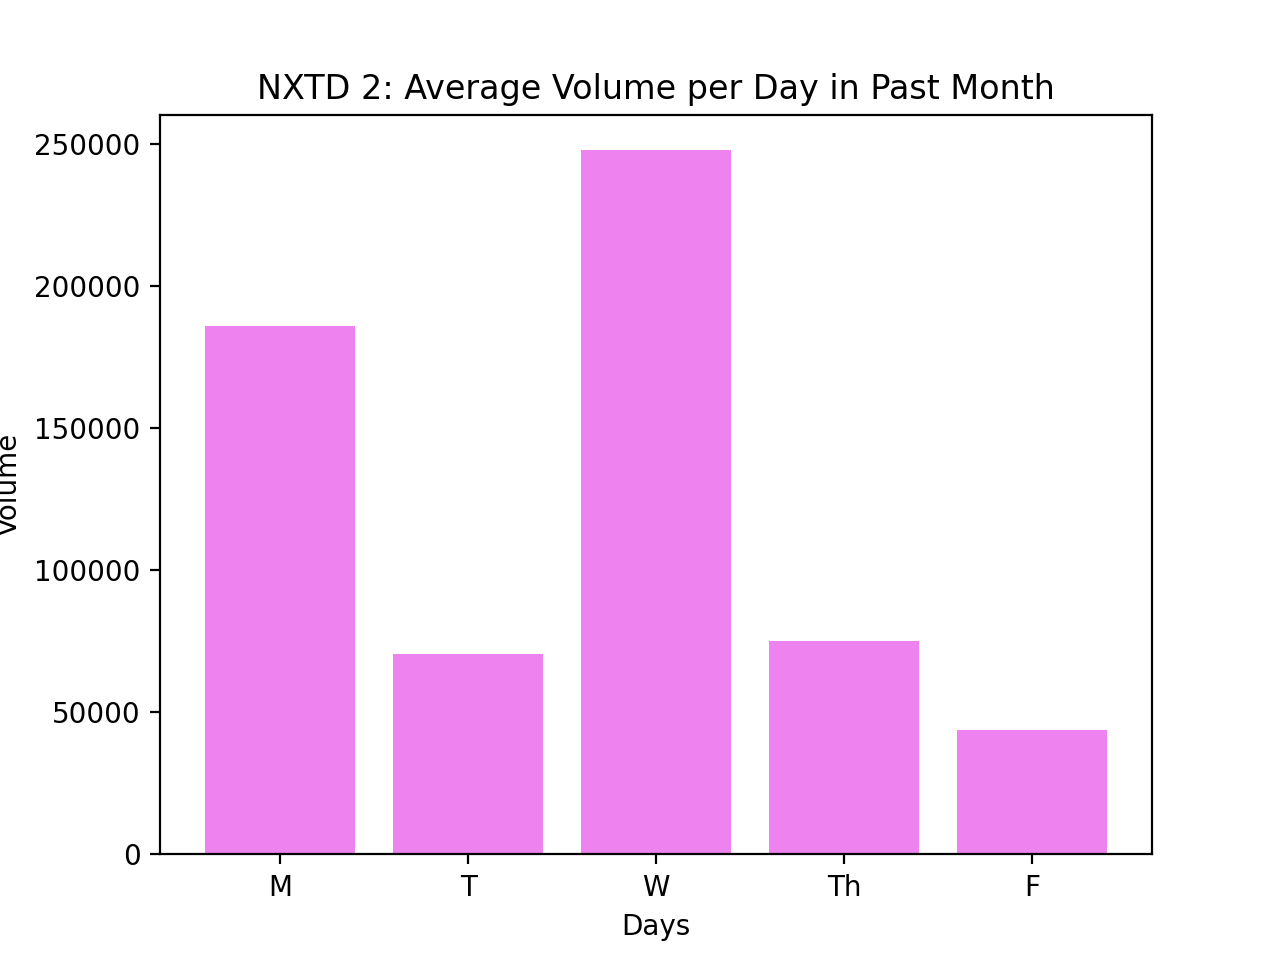 NXTD 2: Average Volume per Day in Past Month
250000
200000
150000
100000
50000
0
Volume
M T W Th F
Days